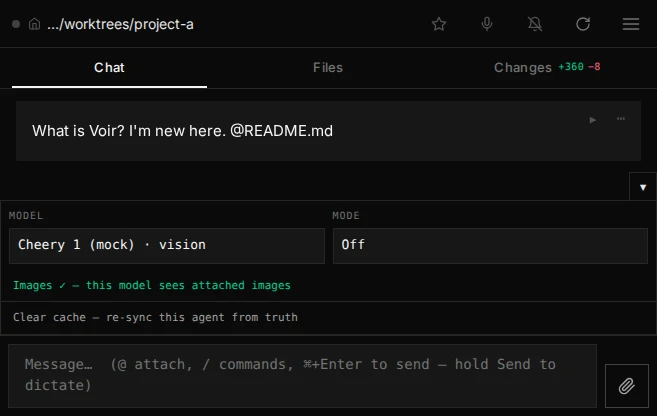 .../worktrees/project-a
Chat
Files
Changes +360 −8
What is Voir? I'm new here. @README.md
MODEL
MODE
Cheery 1 (mock) · vision
Off
Images ✓ — this model sees attached images
Clear cache — re-sync this agent from truth
Message… (@ attach, / commands, ⌘+Enter to send — hold Send to
dictate)